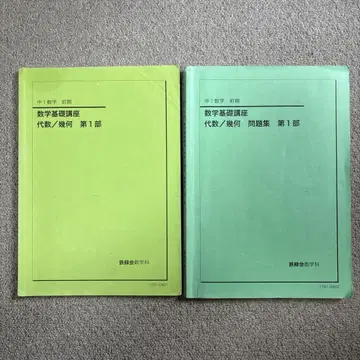 中1数学 前期
数学基礎講座
代数/幾何 第1部
鉄緑会数学科
中1数学 前期
数学基礎講座
代数/幾何 問題集 第1部
鉄緑会数学科